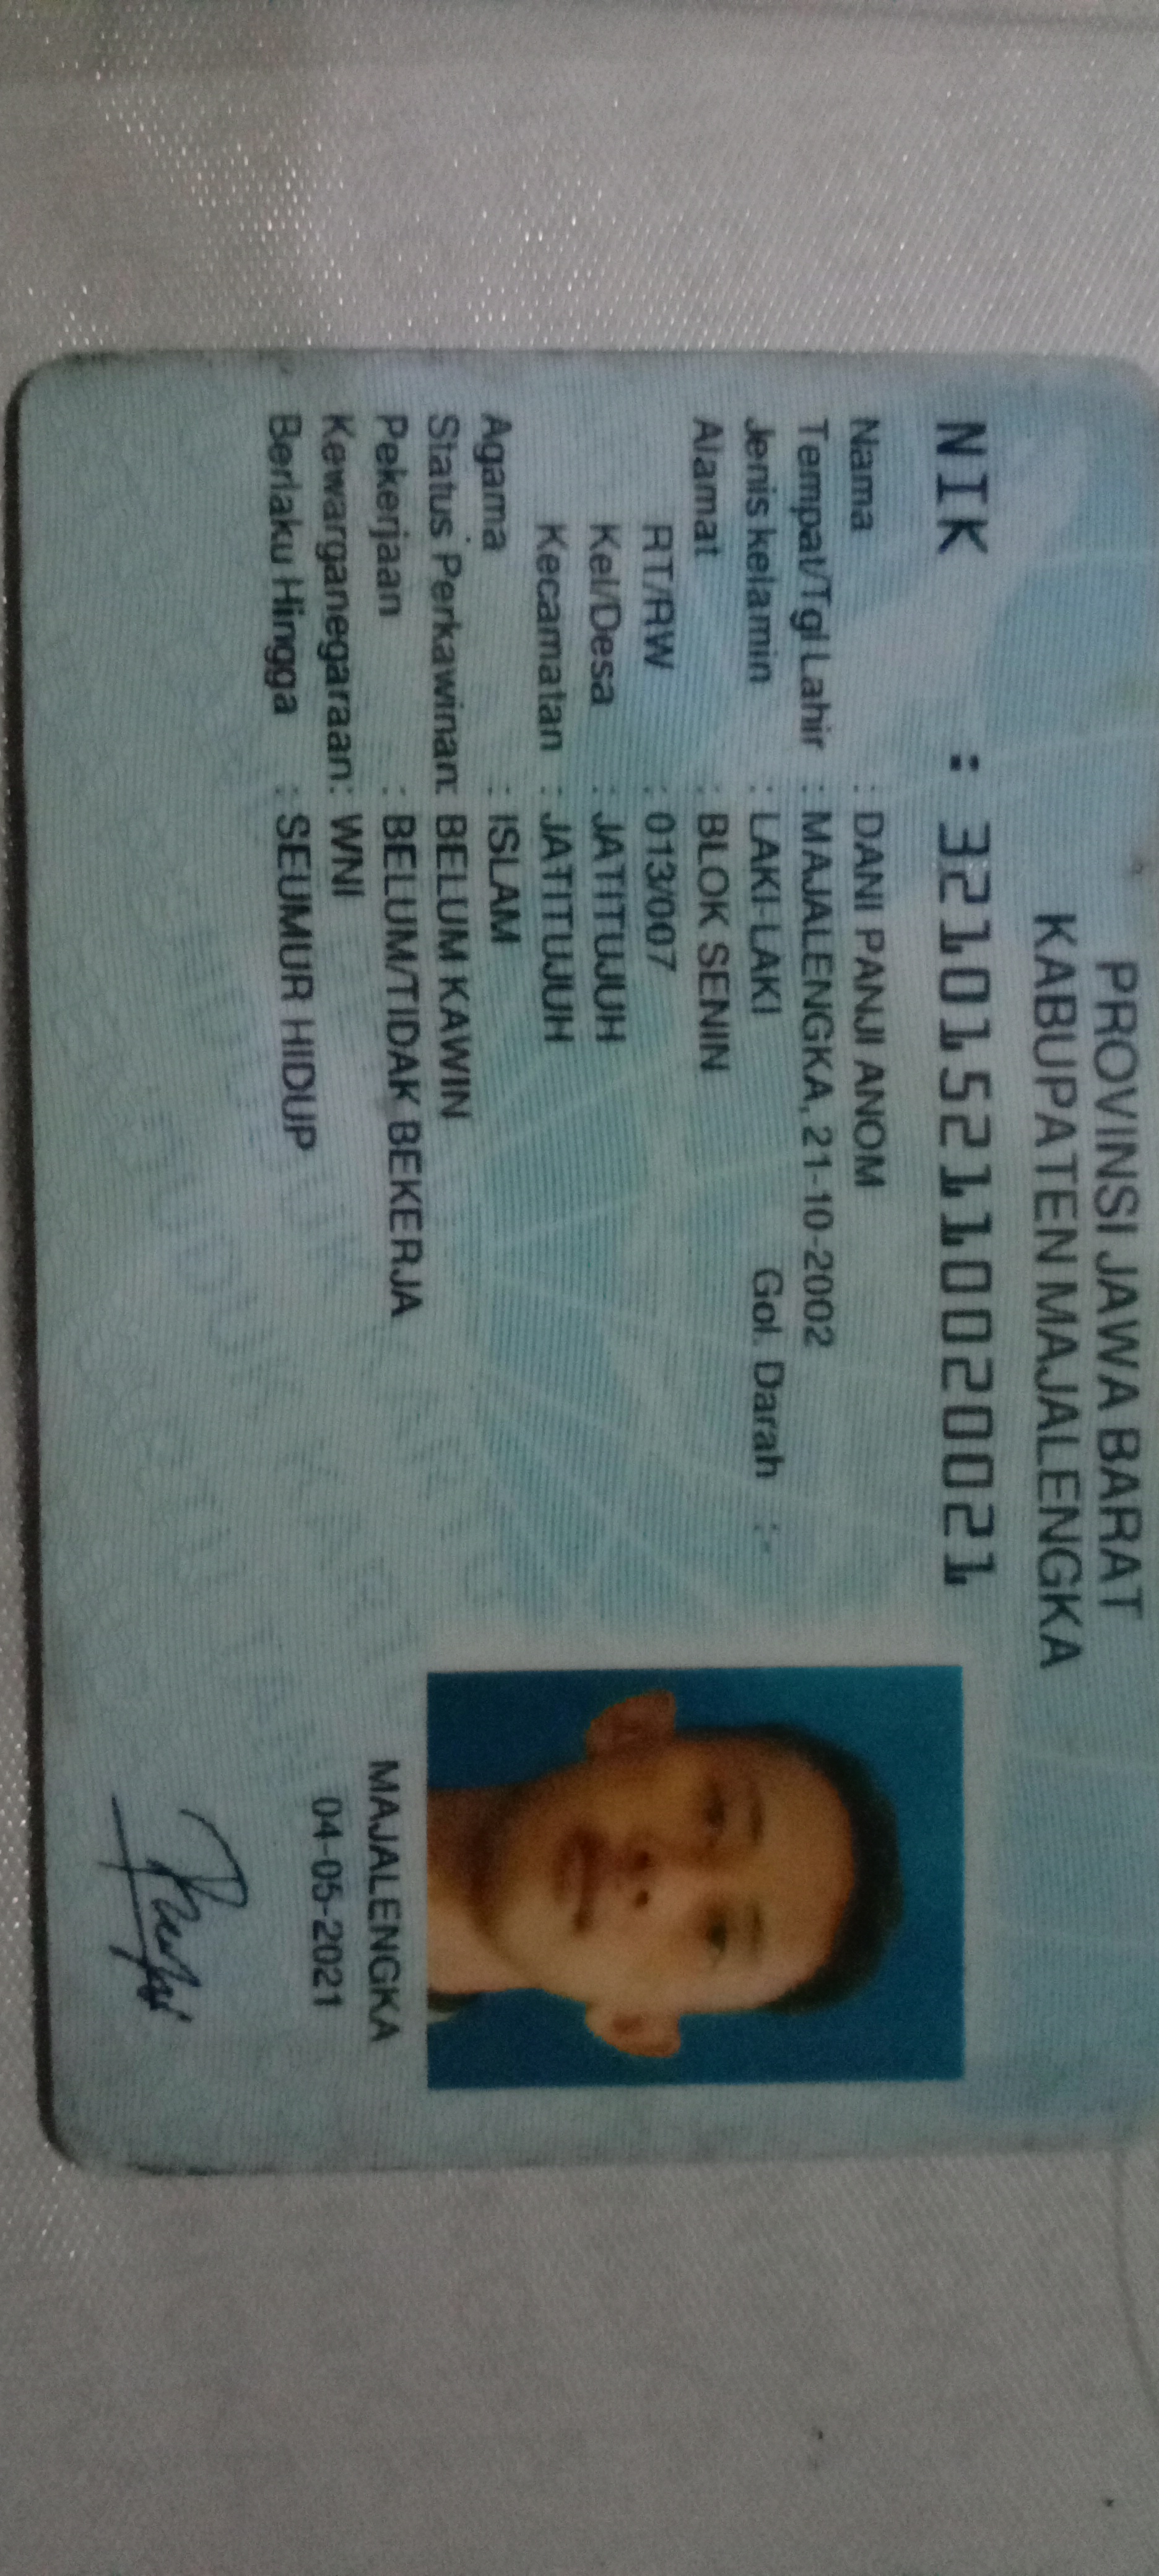 PROVINSI JAWA BARAT
KABUPATEN MAJALENGKA
NIK : 3210152110020021
Nama : DANI PANJI ANOM
Tempat/Tgl Lahir : MAJALENGKA, 21-10-2002
Jenis kelamin : LAKI-LAKI Gol. Darah : -
Alamat : BLOK SENIN
RT/RW : 013/007
Kel/Desa : JATITUJUH
Kecamatan : JATITUJUH
Agama : ISLAM
Status Perkawinan: BELUM KAWIN
Pekerjaan : BELUM/TIDAK BEKERJA
Kewarganegaraan: WNI
Berlaku Hingga : SEUMUR HIDUP
MAJALENGKA
04-05-2021